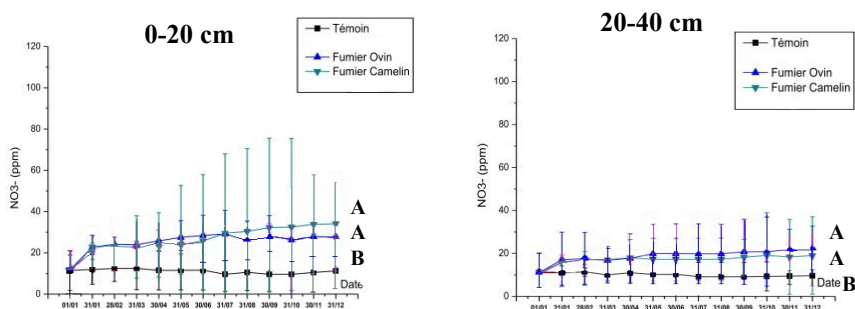 0-20 cm
Témoin
Fumier Ovin
Fumier Camelin
NO3- (ppm)
120
100
80
60
40
20
0
A
A
B
Date
01/01 31/01 28/02 31/03 30/04 31/05 30/06 31/07 31/08 30/09 31/10 30/11 31/12
20-40 cm
Témoin
Fumier Ovin
Fumier Camelin
NO3- (ppm)
120
100
80
60
40
20
0
A
A
B
Date
01/01 31/01 28/02 31/03 30/04 31/05 30/06 31/07 31/08 30/09 31/10 30/11 31/12